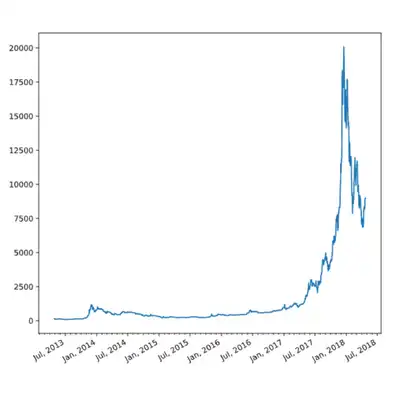 20000
17500
15000
12500
10000
7500
5000
2500
0
Jul, 2013
Jan, 2014
Jul, 2014
Jan, 2015
Jul, 2015
Jan, 2016
Jul, 2016
Jan, 2017
Jul, 2017
Jan, 2018
Jul, 2018